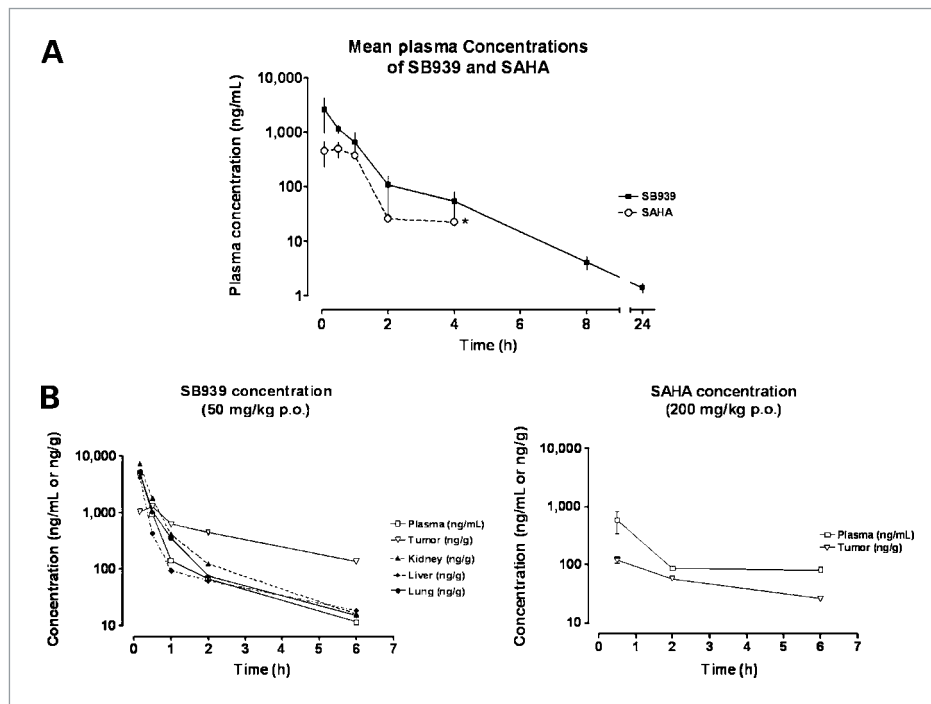 A
Mean plasma Concentrations
of SB939 and SAHA
Plasma concentration (ng/mL)
10,000
1,000
100
10
1
0 2 4 6 8 24
Time (h)
*
SB939
SAHA
B
SB939 concentration
(50 mg/kg p.o.)
Concentration (ng/mL or ng/g)
10,000
1,000
100
10
0 1 2 3 4 5 6 7
Time (h)
Plasma (ng/mL)
Tumor (ng/g)
Kidney (ng/g)
Liver (ng/g)
Lung (ng/g)
SAHA concentration
(200 mg/kg p.o.)
Concentration (ng/mL or ng/g)
10,000
1,000
100
10
0 1 2 3 4 5 6 7
Time (h)
Plasma (ng/mL)
Tumor (ng/g)